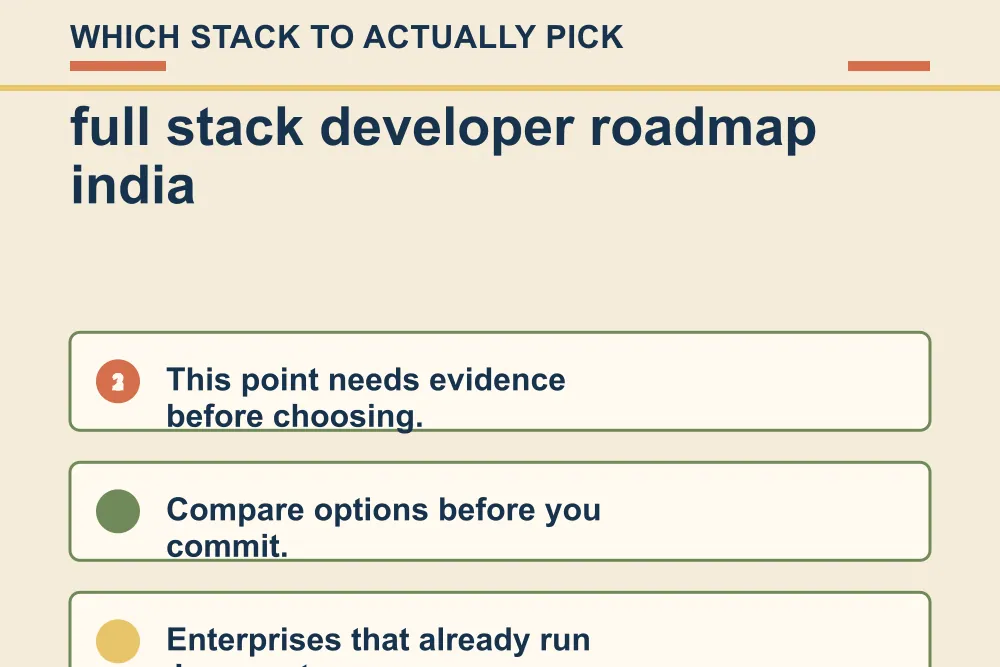 WHICH STACK TO ACTUALLY PICK
full stack developer roadmap
india
This point needs evidence
before choosing.
Compare options before you
commit.
Enterprises that already run